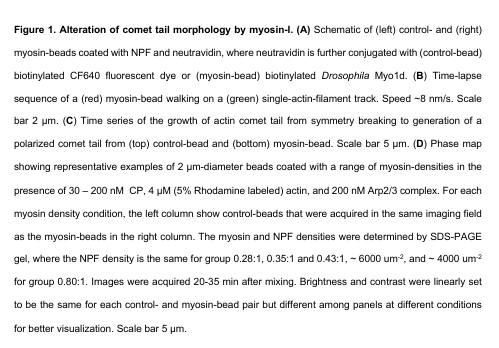 Figure 1. Alteration of comet tail morphology by myosin-I. (A) Schematic of (left) control- and (right)
myosin-beads coated with NPF and neutravidin, where neutravidin is further conjugated with (control-bead)
biotinylated CF640 fluorescent dye or (myosin-bead) biotinylated Drosophila Myo1d. (B) Time-lapse
sequence of a (red) myosin-bead walking on a (green) single-actin-filament track. Speed ~8 nm/s. Scale
bar 2 μm. (C) Time series of the growth of actin comet tail from symmetry breaking to generation of a
polarized comet tail from (top) control-bead and (bottom) myosin-bead. Scale bar 5 μm. (D) Phase map
showing representative examples of 2 μm-diameter beads coated with a range of myosin-densities in the
presence of 30 – 200 nM  CP, 4 μM (5% Rhodamine labeled) actin, and 200 nM Arp2/3 complex. For each
myosin density condition, the left column show control-beads that were acquired in the same imaging field
as the myosin-beads in the right column. The myosin and NPF densities were determined by SDS-PAGE
gel, where the NPF density is the same for group 0.28:1, 0.35:1 and 0.43:1, ~ 6000 um⁻², and ~ 4000 um⁻²
for group 0.80:1. Images were acquired 20-35 min after mixing. Brightness and contrast were linearly set
to be the same for each control- and myosin-bead pair but different among panels at different conditions
for better visualization. Scale bar 5 μm.